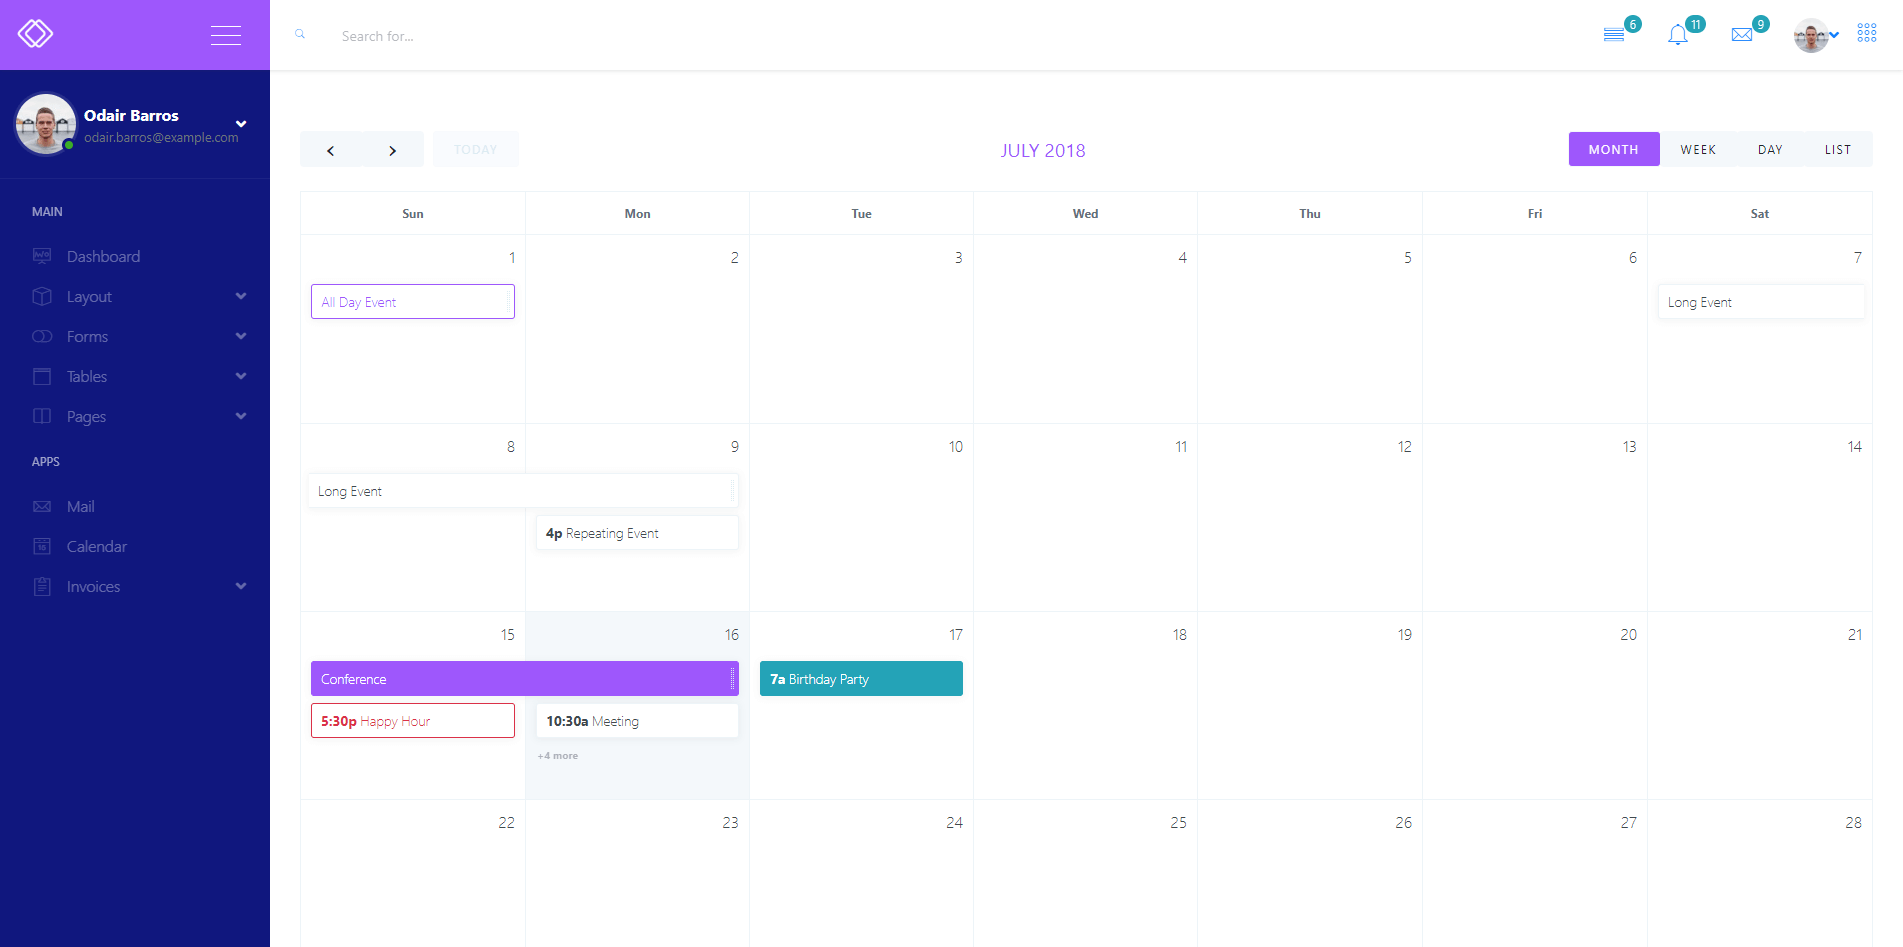 Search for...
6
11
9
Odair Barros
odair.barros@example.com
MAIN
Dashboard
Layout
Forms
Tables
Pages
APPS
Mail
Calendar
Invoices
TODAY
JULY 2018
MONTH WEEK DAY LIST
Sun Mon Tue Wed Thu Fri Sat
1 2 3 4 5 6 7
All Day Event Long Event
8 9 10 11 12 13 14
Long Event
4p Repeating Event
15 16 17 18 19 20 21
Conference 7a Birthday Party
5:30p Happy Hour 10:30a Meeting
+4 more
22 23 24 25 26 27 28